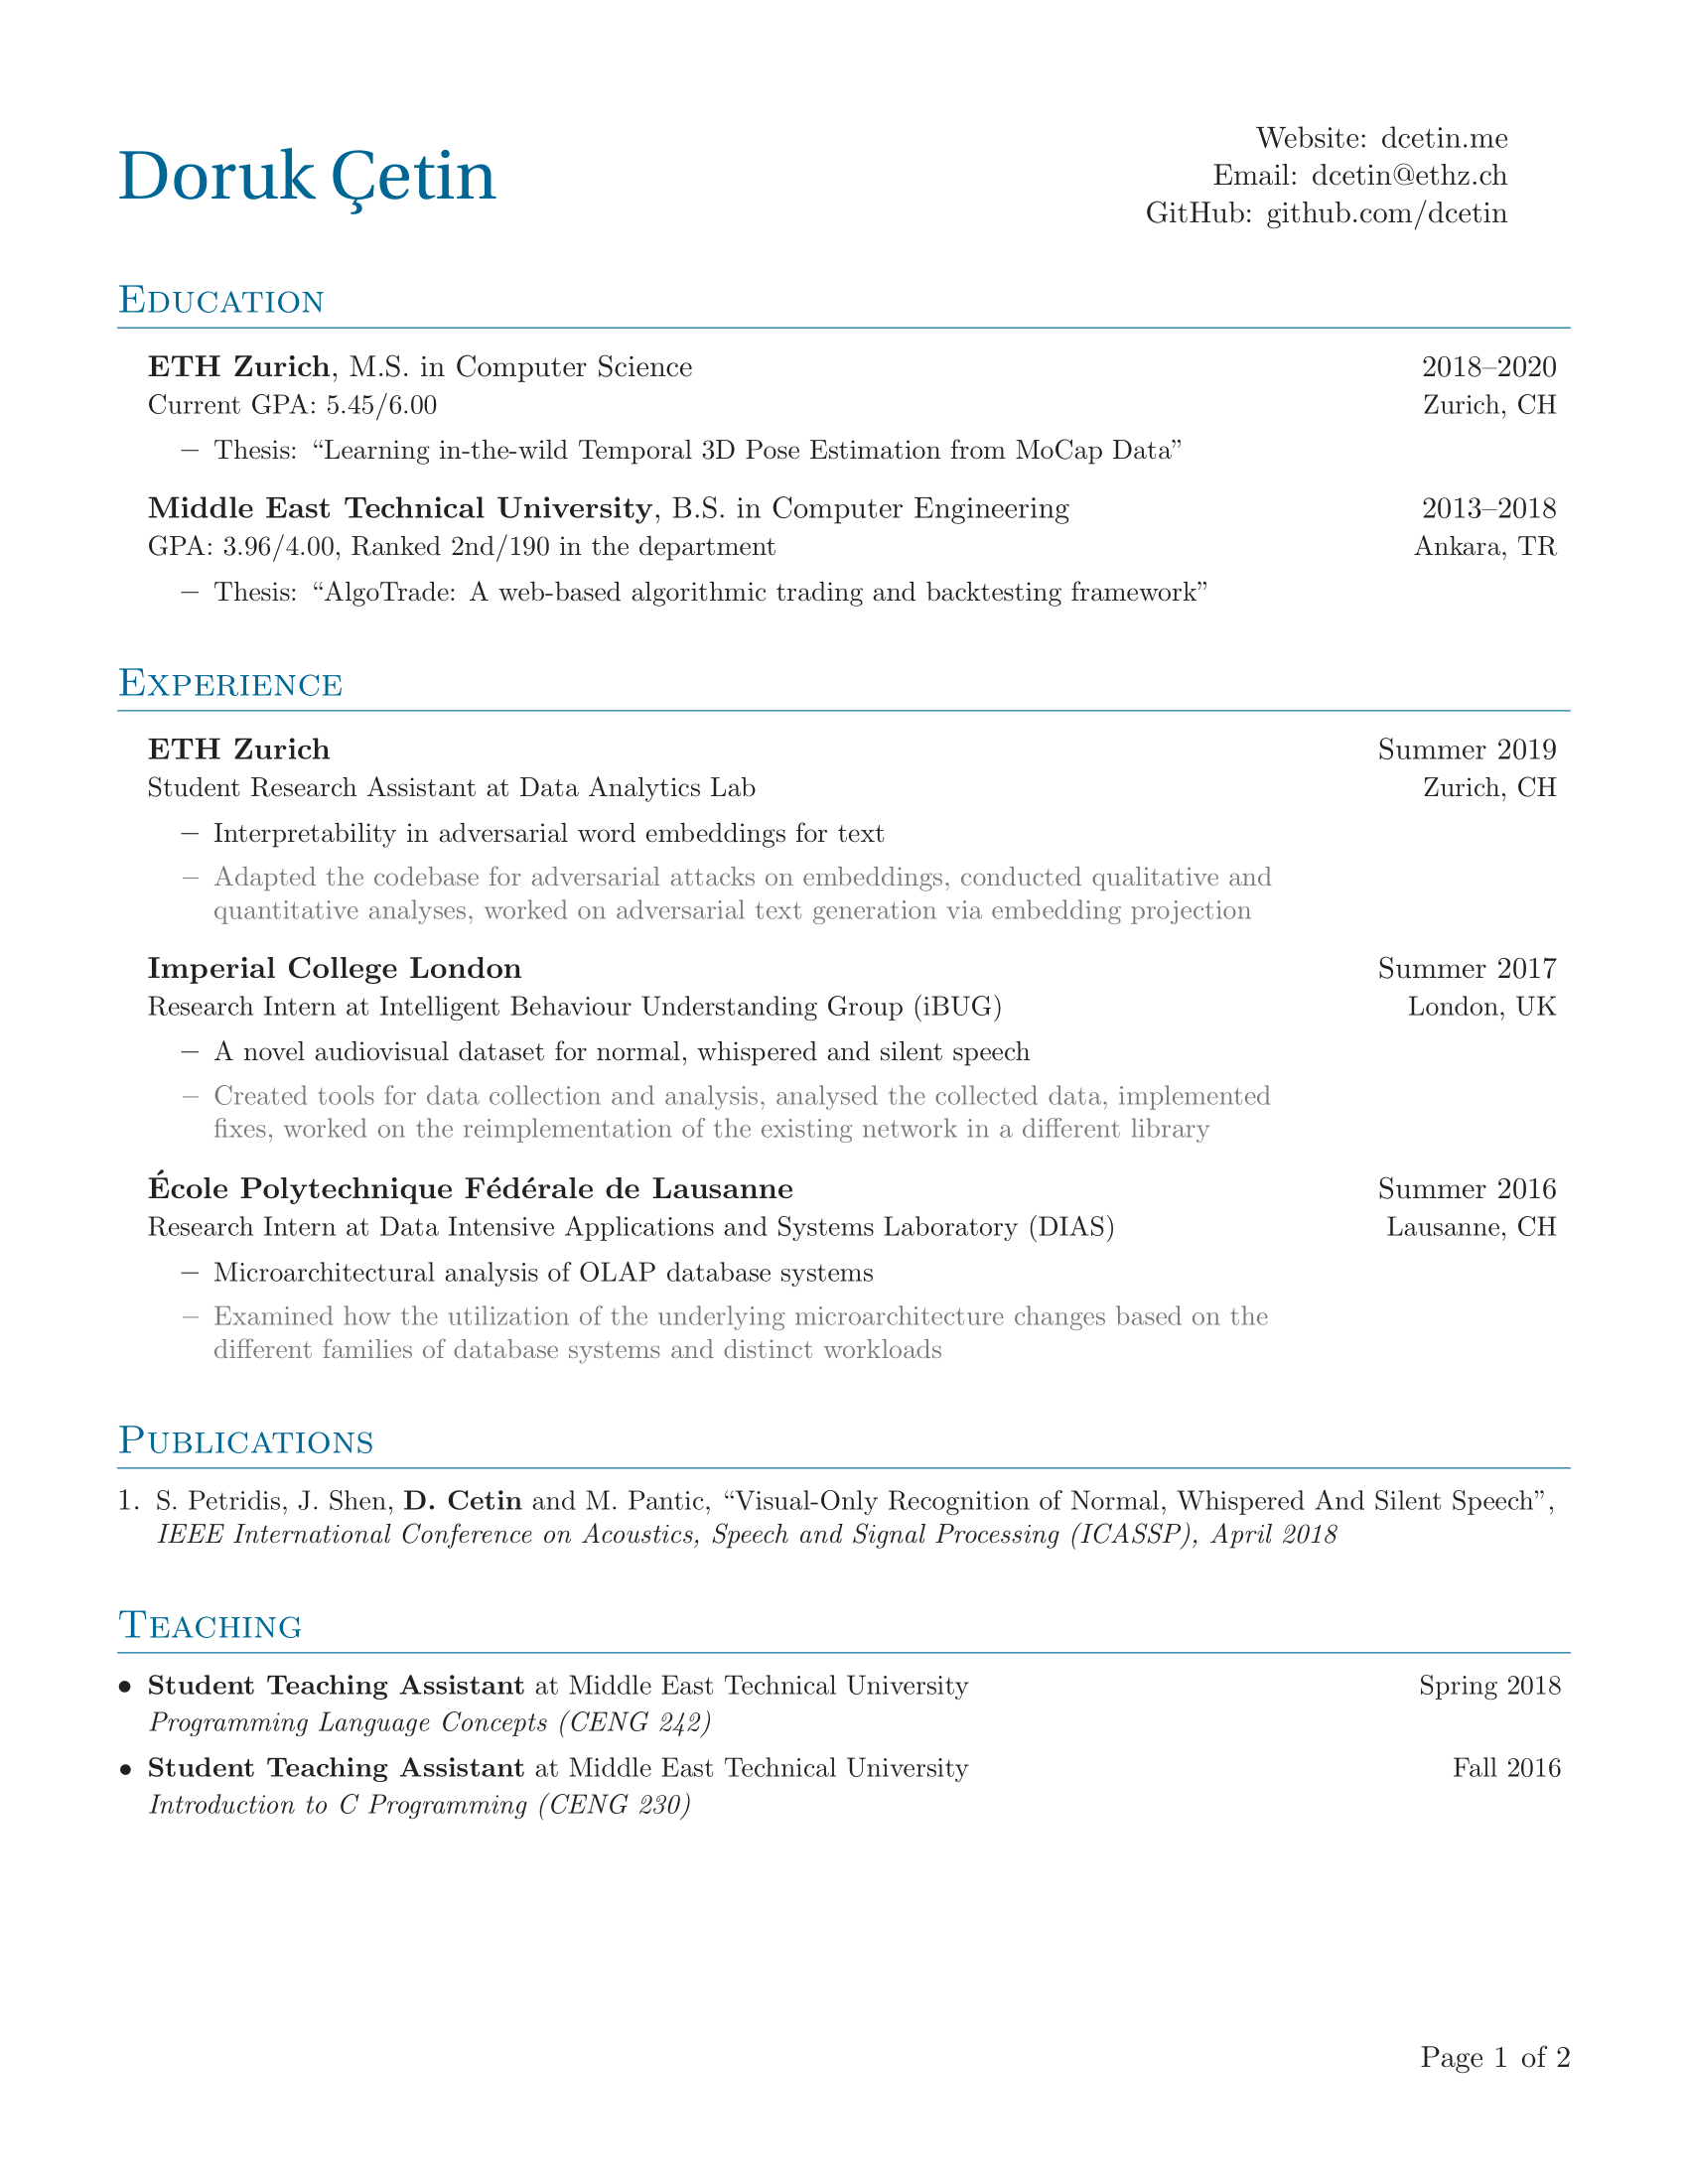 Doruk Çetin
Website: dcetin.me
Email: dcetin@ethz.ch
GitHub: github.com/dcetin
Education
ETH Zurich, M.S. in Computer Science 2018–2020
Current GPA: 5.45/6.00 Zurich, CH
– Thesis: “Learning in-the-wild Temporal 3D Pose Estimation from MoCap Data”
Middle East Technical University, B.S. in Computer Engineering 2013–2018
GPA: 3.96/4.00, Ranked 2nd/190 in the department Ankara, TR
– Thesis: “AlgoTrade: A web-based algorithmic trading and backtesting framework”
Experience
ETH Zurich Summer 2019
Student Research Assistant at Data Analytics Lab Zurich, CH
– Interpretability in adversarial word embeddings for text
– Adapted the codebase for adversarial attacks on embeddings, conducted qualitative and
quantitative analyses, worked on adversarial text generation via embedding projection
Imperial College London Summer 2017
Research Intern at Intelligent Behaviour Understanding Group (iBUG) London, UK
– A novel audiovisual dataset for normal, whispered and silent speech
– Created tools for data collection and analysis, analysed the collected data, implemented
fixes, worked on the reimplementation of the existing network in a different library
École Polytechnique Fédérale de Lausanne Summer 2016
Research Intern at Data Intensive Applications and Systems Laboratory (DIAS) Lausanne, CH
– Microarchitectural analysis of OLAP database systems
– Examined how the utilization of the underlying microarchitecture changes based on the
different families of database systems and distinct workloads
Publications
1. S. Petridis, J. Shen, D. Cetin and M. Pantic, “Visual-Only Recognition of Normal, Whispered And Silent Speech”,
IEEE International Conference on Acoustics, Speech and Signal Processing (ICASSP), April 2018
Teaching
• Student Teaching Assistant at Middle East Technical University Spring 2018
Programming Language Concepts (CENG 242)
• Student Teaching Assistant at Middle East Technical University Fall 2016
Introduction to C Programming (CENG 230)
Page 1 of 2